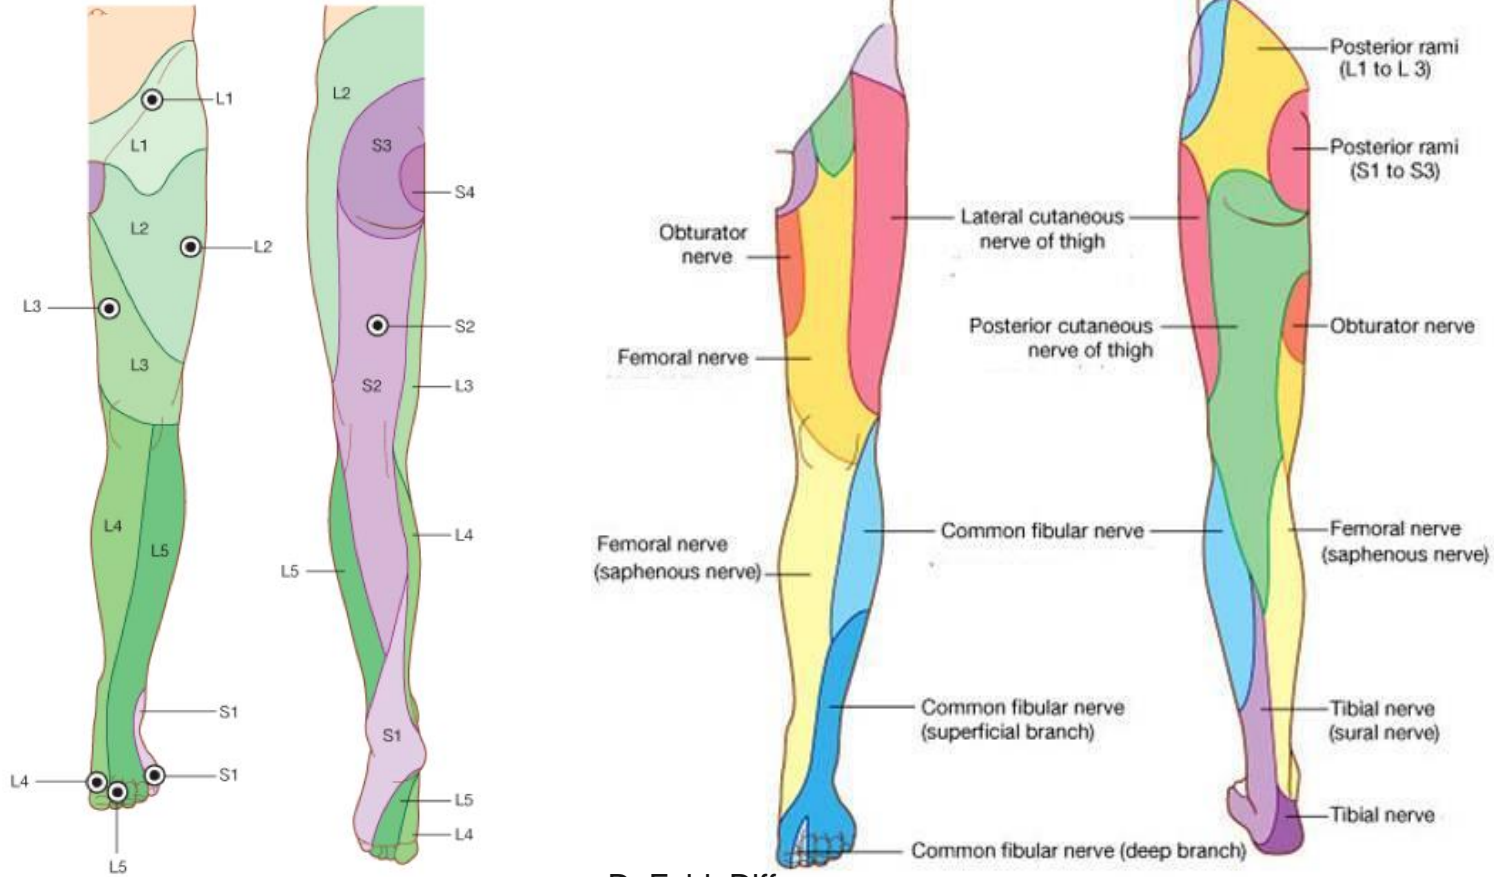 L1
L1
L2
L2
L3
L3
L4
L5
S1
S1
L4
L5
L2
S3
S4
S2
S2
L3
L4
L5
S1
L5
L4
Obturator
nerve
Femoral nerve
Femoral nerve
(saphenous nerve)
Lateral cutaneous
nerve of thigh
Posterior cutaneous
nerve of thigh
Common fibular nerve
Common fibular nerve
(superficial branch)
Common fibular nerve (deep branch)
Posterior rami
(L1 to L 3)
Posterior rami
(S1 to S3)
Obturator nerve
Femoral nerve
(saphenous nerve)
Tibial nerve
(sural nerve)
Tibial nerve